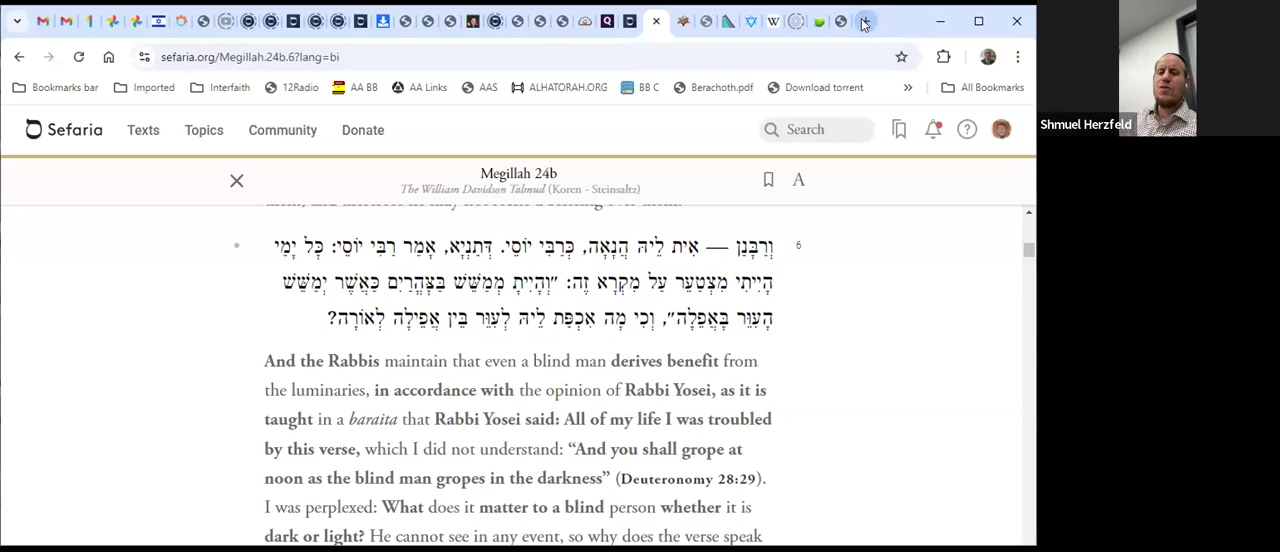 sefaria.org/Megillah.24b.6?lang=bi
Bookmarks bar Imported Interfaith 12Radio AA BB AA Links AAS ALHATORAH.ORG BB C Berachoth.pdf Download torrent » All Bookmarks
Sefaria Texts Topics Community Donate Search
Shmuel Herzfeld
Megillah 24b
The William Davidson Talmud (Koren - Steinsaltz)
A
6
וְרַבָּנַן — אִית לֵיהּ הֲנָאָה, כְּרַבִּי יוֹסֵי. דְּתַנְיָא, אָמַר רַבִּי יוֹסֵי: כׇּל יָמַי
הָיִיתִי מִצְטַעֵר עַל מִקְרָא זֶה: ״וְהָיִיתָ מְמַשֵּׁשׁ בַּצׇּהֳרַיִם כַּאֲשֶׁר יְמַשֵּׁשׁ
הַעִוֵּר בָּאֲפֵלָה״, וְכִי מָה אִכְפַּת לֵיהּ לְעִוֵּר בֵּין אֲפֵילָה לְאוֹרָה?
And the Rabbis maintain that even a blind man derives benefit from
the luminaries, in accordance with the opinion of Rabbi Yosei, as it is
taught in a baraita that Rabbi Yosei said: All of my life I was troubled
by this verse, which I did not understand: “And you shall grope at
noon as the blind man gropes in the darkness” (Deuteronomy 28:29).
I was perplexed: What does it matter to a blind person whether it is
dark or light? He cannot see in any event, so why does the verse speak